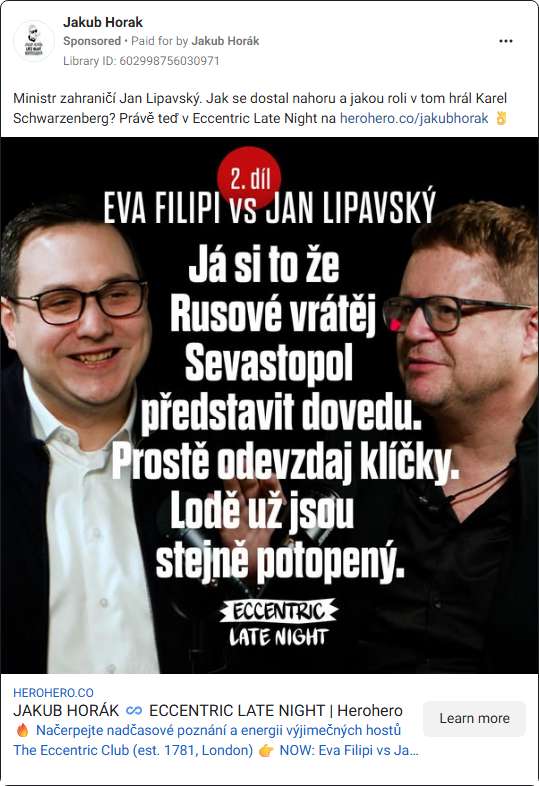 Jakub Horak
Sponsored • Paid for by Jakub Horák
Library ID: 602998756030971
Ministr zahraničí Jan Lipavský. Jak se dostal nahoru a jakou roli v tom hrál Karel
Schwarzenberg? Právě teď v Eccentric Late Night na herohero.co/jakubhorak 👌
2. díl
EVA FILIPI vs JAN LIPAVSKÝ
Já si to že
Rusové vrátěj
Sevastopol
představit dovedu.
Prostě odevzdaj klíčky.
Lodě už jsou
stejně potopený.
ECCENTRIC
LATE NIGHT
HEROHERO.CO
JAKUB HORÁK ♾️ ECCENTRIC LATE NIGHT | Herohero
🔥 Načerpejte nadčasové poznání a energii výjimečných hostů
The Eccentric Club (est. 1781, London) 👉 NOW: Eva Filipi vs Ja...
Learn more